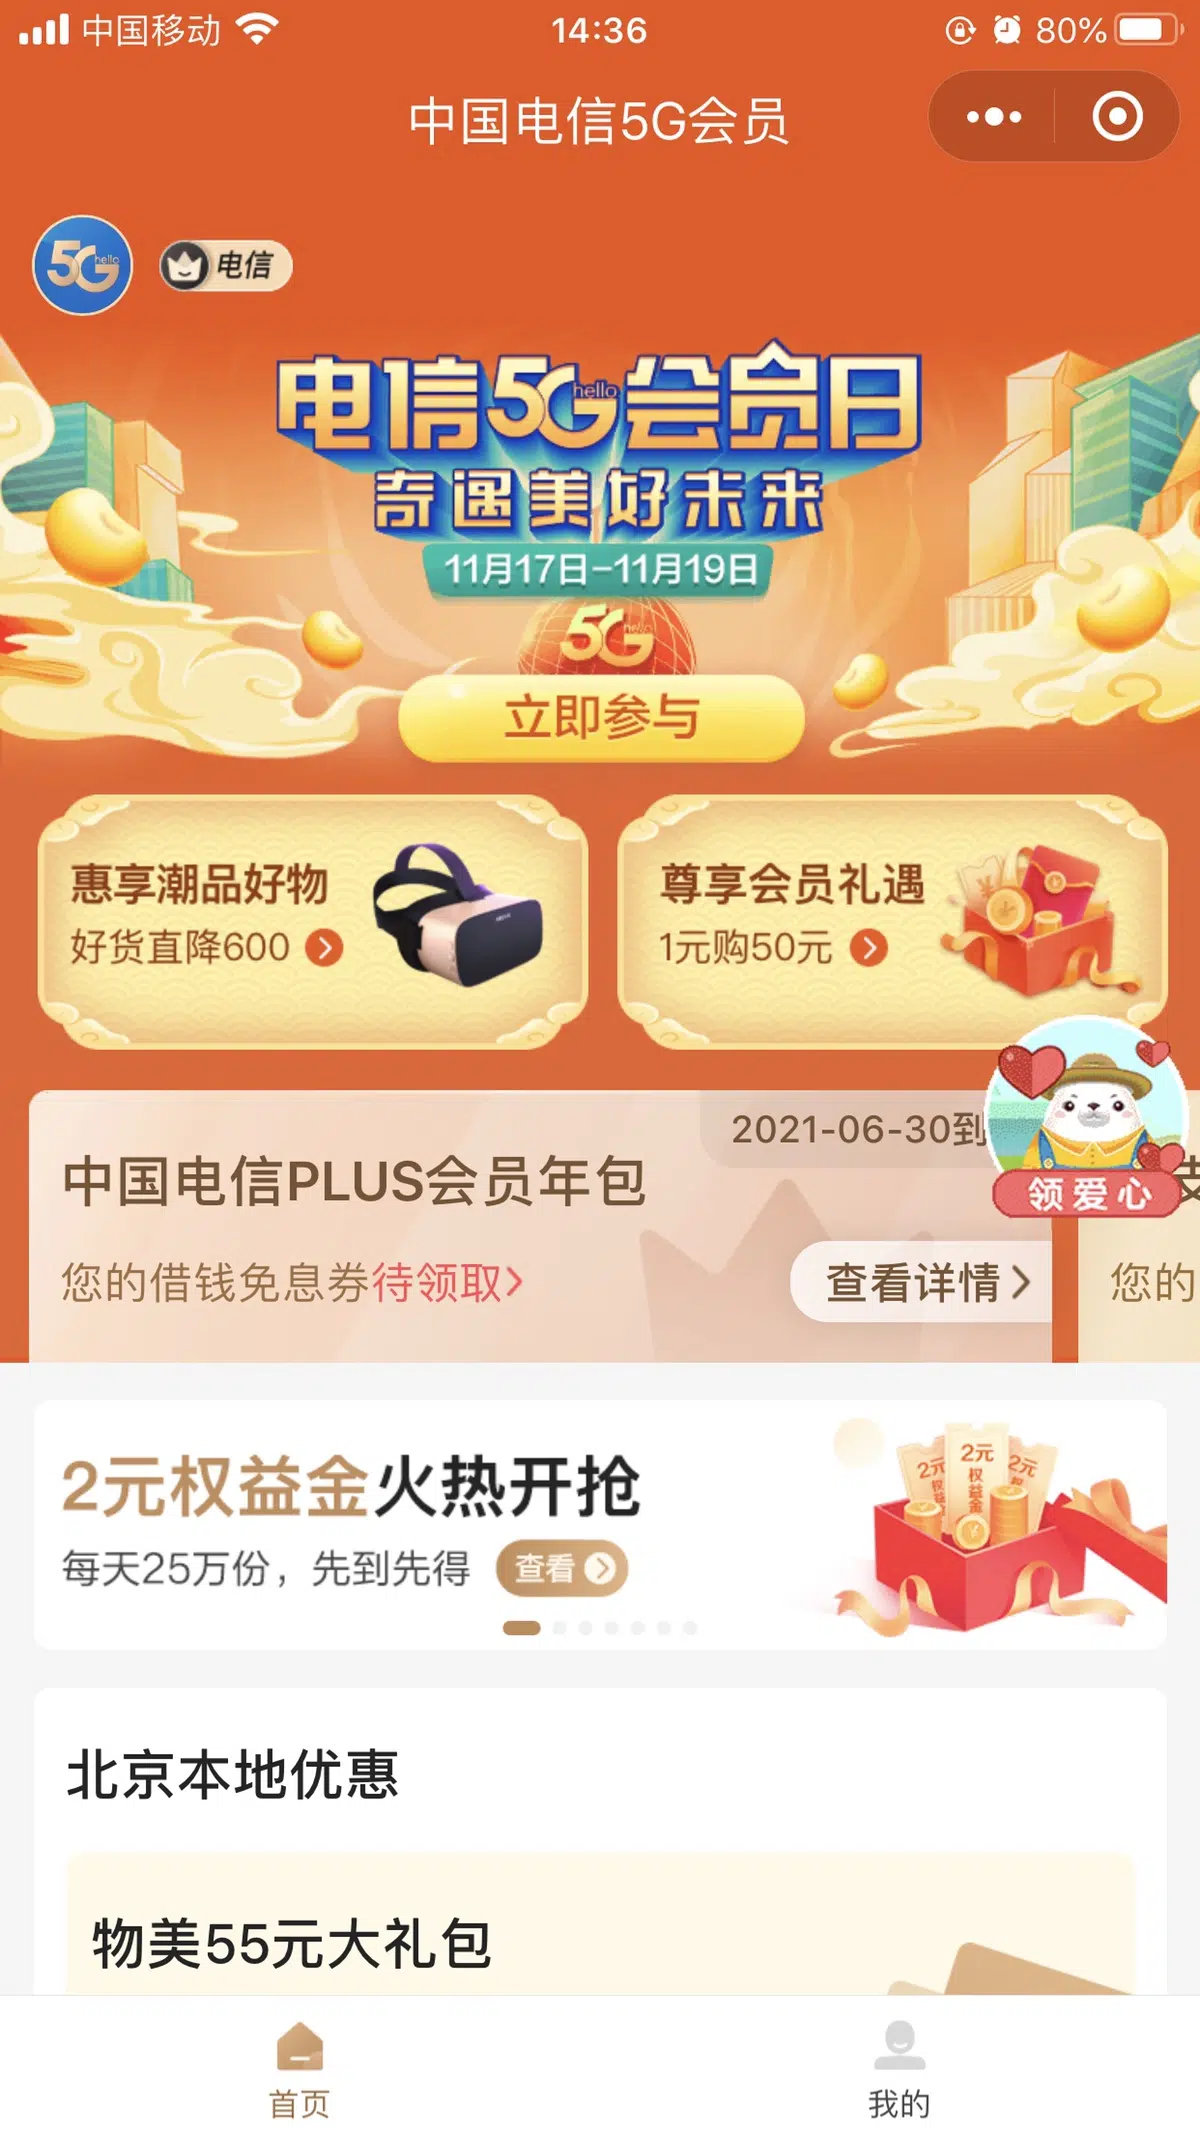 中国移动
14:36
80%
中国电信5G会员
5G hello
电信
电信5G会员日
hello
奇遇美好未来
11月17日-11月19日
5G hello
立即参与
惠享潮品好物
好货直降600
尊享会员礼遇
1元购50元
2021-06-30到
中国电信PLUS会员年包
领爱心
您的借钱免息券待领取
查看详情
您的
2元权益金火热开抢
每天25万份，先到先得
查看
2元
2元
权益金
2元
北京本地优惠
物美55元大礼包
首页
我的